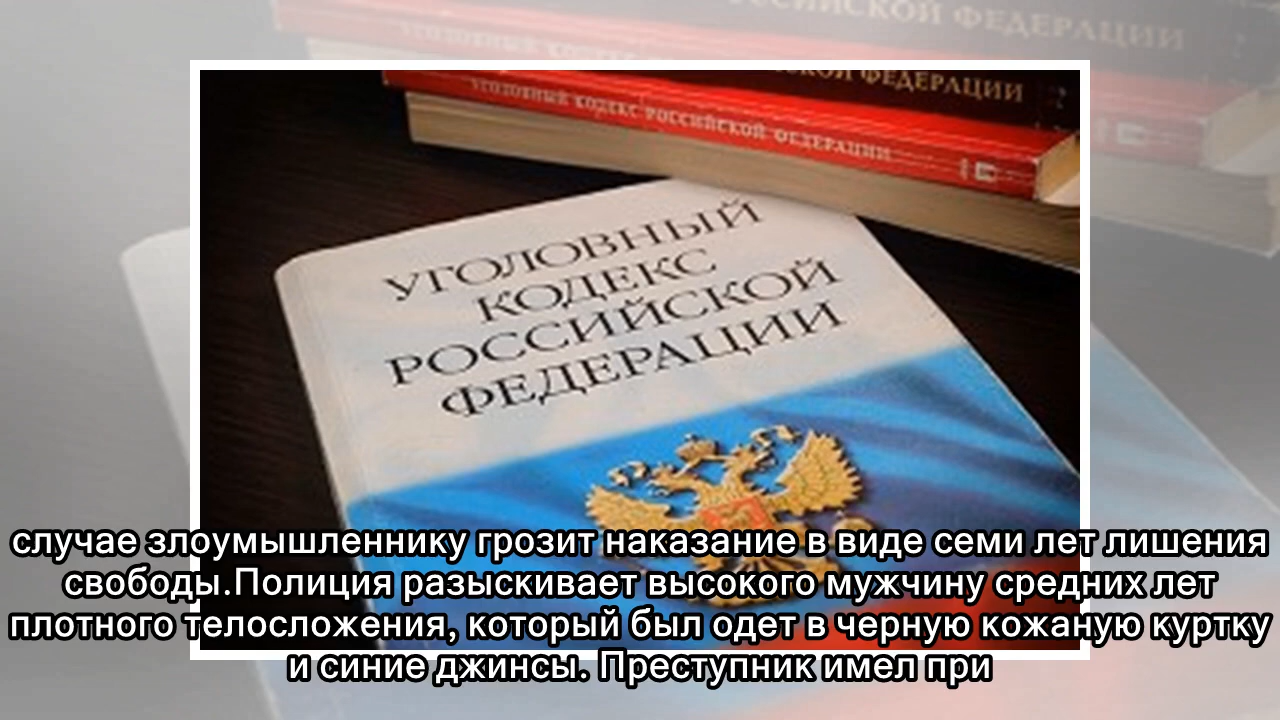 РОССИЙСКОЙ ФЕДЕРАЦИИ
ФЕДЕРАЦИИ
УГОЛОВНЫЙ КОДЕКС РОССИЙСКОЙ ФЕДЕРАЦИИ
УГОЛОВНЫЙ
КОДЕКС
РОССИЙСКОЙ
ФЕДЕРАЦИИ
случае злоумышленнику грозит наказание в виде семи лет лишения
свободы.Полиция разыскивает высокого мужчину средних лет
плотного телосложения, который был одет в черную кожаную куртку
и синие джинсы. Преступник имел при